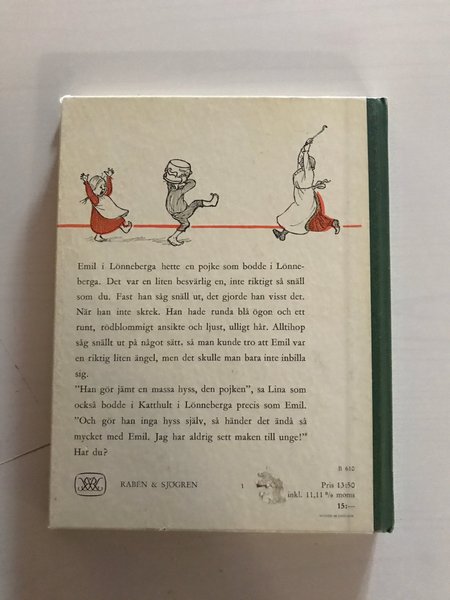 Emil i Lönneberga hette en pojke som bodde i Lönne-
berga. Det var en liten besvärlig en, inte riktigt så snäll
som du. Fast han såg snäll ut, det gjorde han visst det.
När han inte skrek. Han hade runda blå ögon och ett
runt, rödblommigt ansikte och ljust, ulligt hår. Alltihop
såg snällt ut på något sätt. så man kunde tro att Emil var
en riktig liten ängel, men det skulle man bara inte inbilla
sig.
”Han gör jämt en massa hyss, den pojken”, sa Lina som
också bodde i Katthult i Lönneberga precis som Emil.
”Och gör han inga hyss själv, så händer det ändå så
mycket med Emil. Jag har aldrig sett maken till unge!”
Har du?
B 610
RABÉN & SJÖGREN
1
Pris 13:50
inkl. 11,11 % moms
15:—